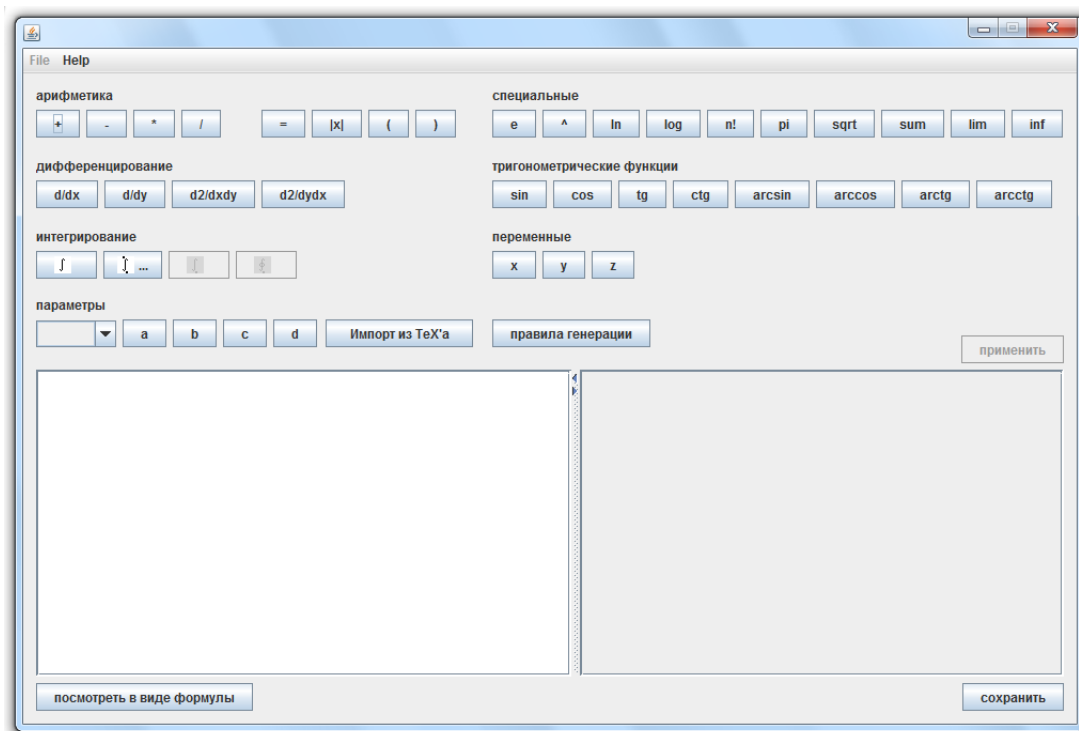 File Help
арифметика
+ - * / = |x| ( )
специальные
e ^ ln log n! pi sqrt sum lim inf
дифференцирование
d/dx d/dy d2/dxdy d2/dydx
тригонометрические функции
sin cos tg ctg arcsin arccos arctg arcctg
интегрирование
∫ ∫ ... ∫ ∮
переменные
x y z
параметры
a b c d Импорт из TeX'а
правила генерации
применить
посмотреть в виде формулы
сохранить